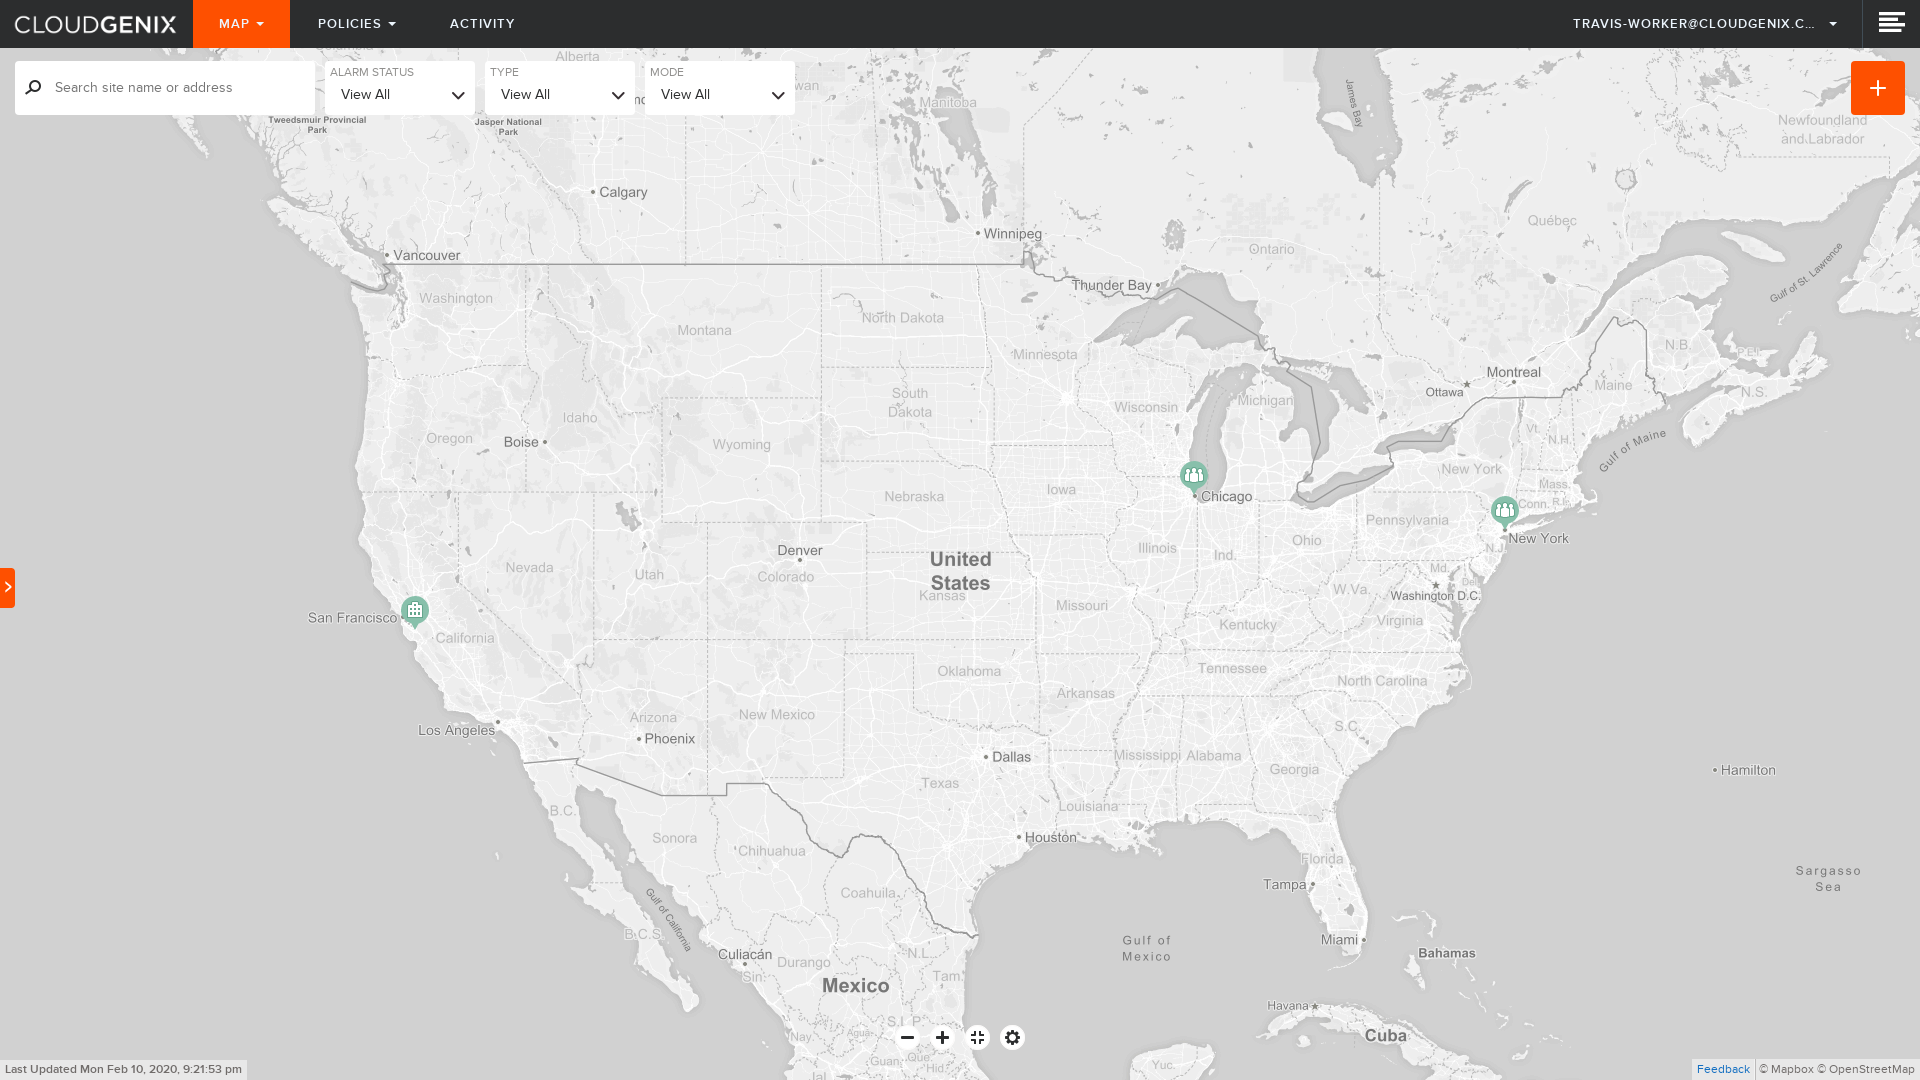 CLOUDGENIX
MAP
POLICIES
ACTIVITY
TRAVIS-WORKER@CLOUDGENIX.C...
Search site name or address
ALARM STATUS
View All
TYPE
View All
MODE
View All
Alberta
Manitoba
James Bay
Newfoundland
and Labrador
Tweedsmuir Provincial
Park
Jasper National
Park
Calgary
Winnipeg
Québec
Ontario
Vancouver
Gulf of St. Lawrence
Thunder Bay
Washington
North Dakota
Montana
Minnesota
N.B.
P.E.I.
Montreal
Ottawa
Maine
N.S.
South
Dakota
Wisconsin
Michigan
Idaho
Oregon
Boise
Wyoming
Vt.
N.H.
Gulf of Maine
New York
Mass.
Nebraska
Iowa
Chicago
Conn.
R.I.
Pennsylvania
New York
Illinois
Ind.
Ohio
N.J.
Denver
Colorado
United
States
Nevada
Utah
Kansas
Missouri
W.Va.
Md.
Del.
Washington D.C.
San Francisco
California
Kentucky
Virginia
Oklahoma
Tennessee
North Carolina
Arkansas
Arizona
New Mexico
Los Angeles
Phoenix
S.C.
Dallas
Mississippi
Alabama
Georgia
Texas
Hamilton
Louisiana
B.C.
Sonora
Chihuahua
Houston
Florida
Coahuila
Tampa
Sargasso
Sea
Gulf of California
B.C.S.
Miami
Gulf of
Mexico
Bahamas
Culiacán
Durango
N.L.
Sin.
Tam.
Mexico
Havana
Cuba
S.L.P.
Nay.
Agua.
Guan.
Que.
Hid.
Yuc.
Jal.
Last Updated Mon Feb 10, 2020, 9:21:53 pm
Feedback
© Mapbox © OpenStreetMap